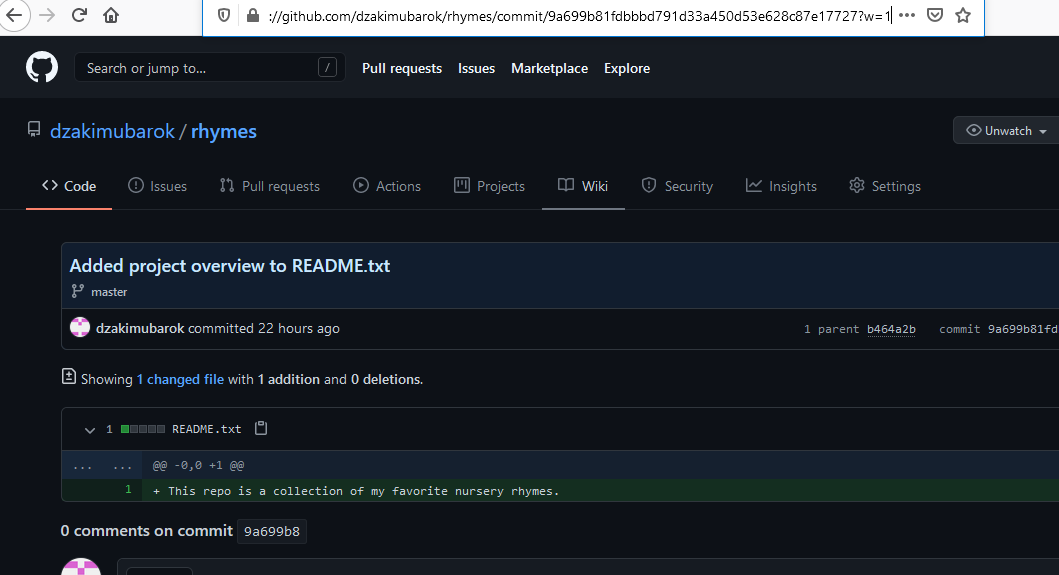 ://github.com/dzakimubarok/rhymes/commit/9a699b81fdbbbd791d33a450d53e628c87e17727?w=1
Search or jump to... / Pull requests Issues Marketplace Explore
dzakimubarok / rhymes Unwatch
Code Issues Pull requests Actions Projects Wiki Security Insights Settings
Added project overview to README.txt
master
dzakimubarok committed 22 hours ago 1 parent b464a2b commit 9a699b81fd
Showing 1 changed file with 1 addition and 0 deletions.
1 README.txt
... ... @@ -0,0 +1 @@
1 + This repo is a collection of my favorite nursery rhymes.
0 comments on commit 9a699b8